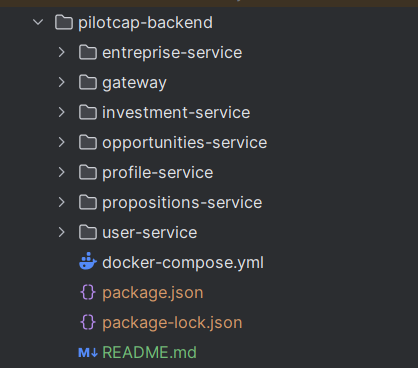 pilotcap-backend
entreprise-service
gateway
investment-service
opportunities-service
profile-service
propositions-service
user-service
docker-compose.yml
{} package.json
{} package-lock.json
M↓ README.md